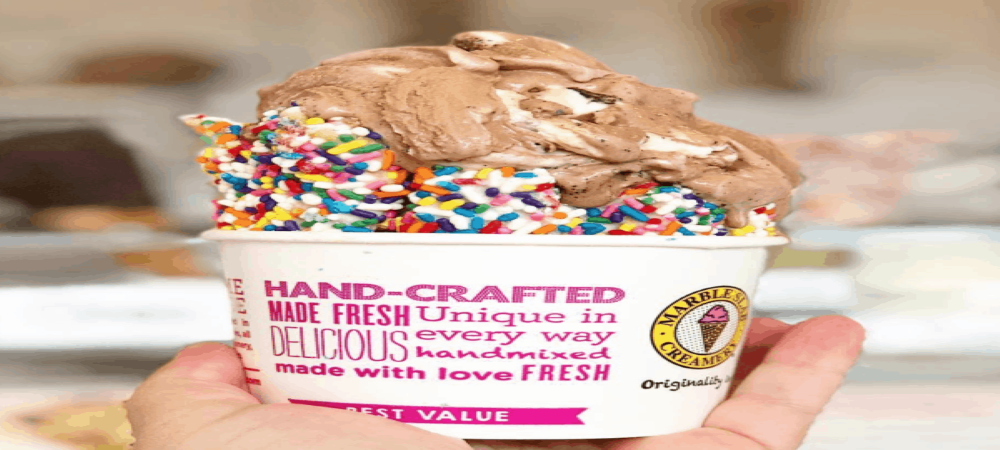 HAND-CRAFTED
MADE FRESH Unique in
DELICIOUS every way
handmixed
made with love FRESH
BEST VALUE
MARBLE SLAB
CREAMERY
Originality